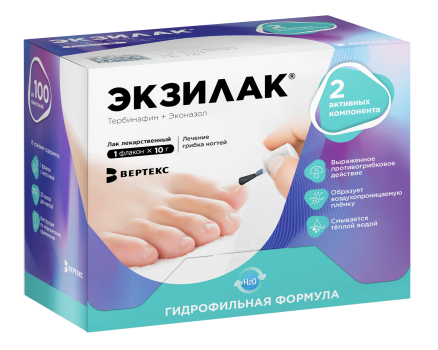 ЭКЗИЛАК®
Тербинафин + Эконазол
Лак лекарственный
1 флакон × 10 г
Лечение
грибка ногтей
ВЕРТЕКС
2
активных
компонента
Выраженное
противогрибковое
действие
Образует
воздухопроницаемую
плёнку
Смывается
тёплой водой
H₂O
ГИДРОФИЛЬНАЯ ФОРМУЛА
100
ВЕРТЕКС